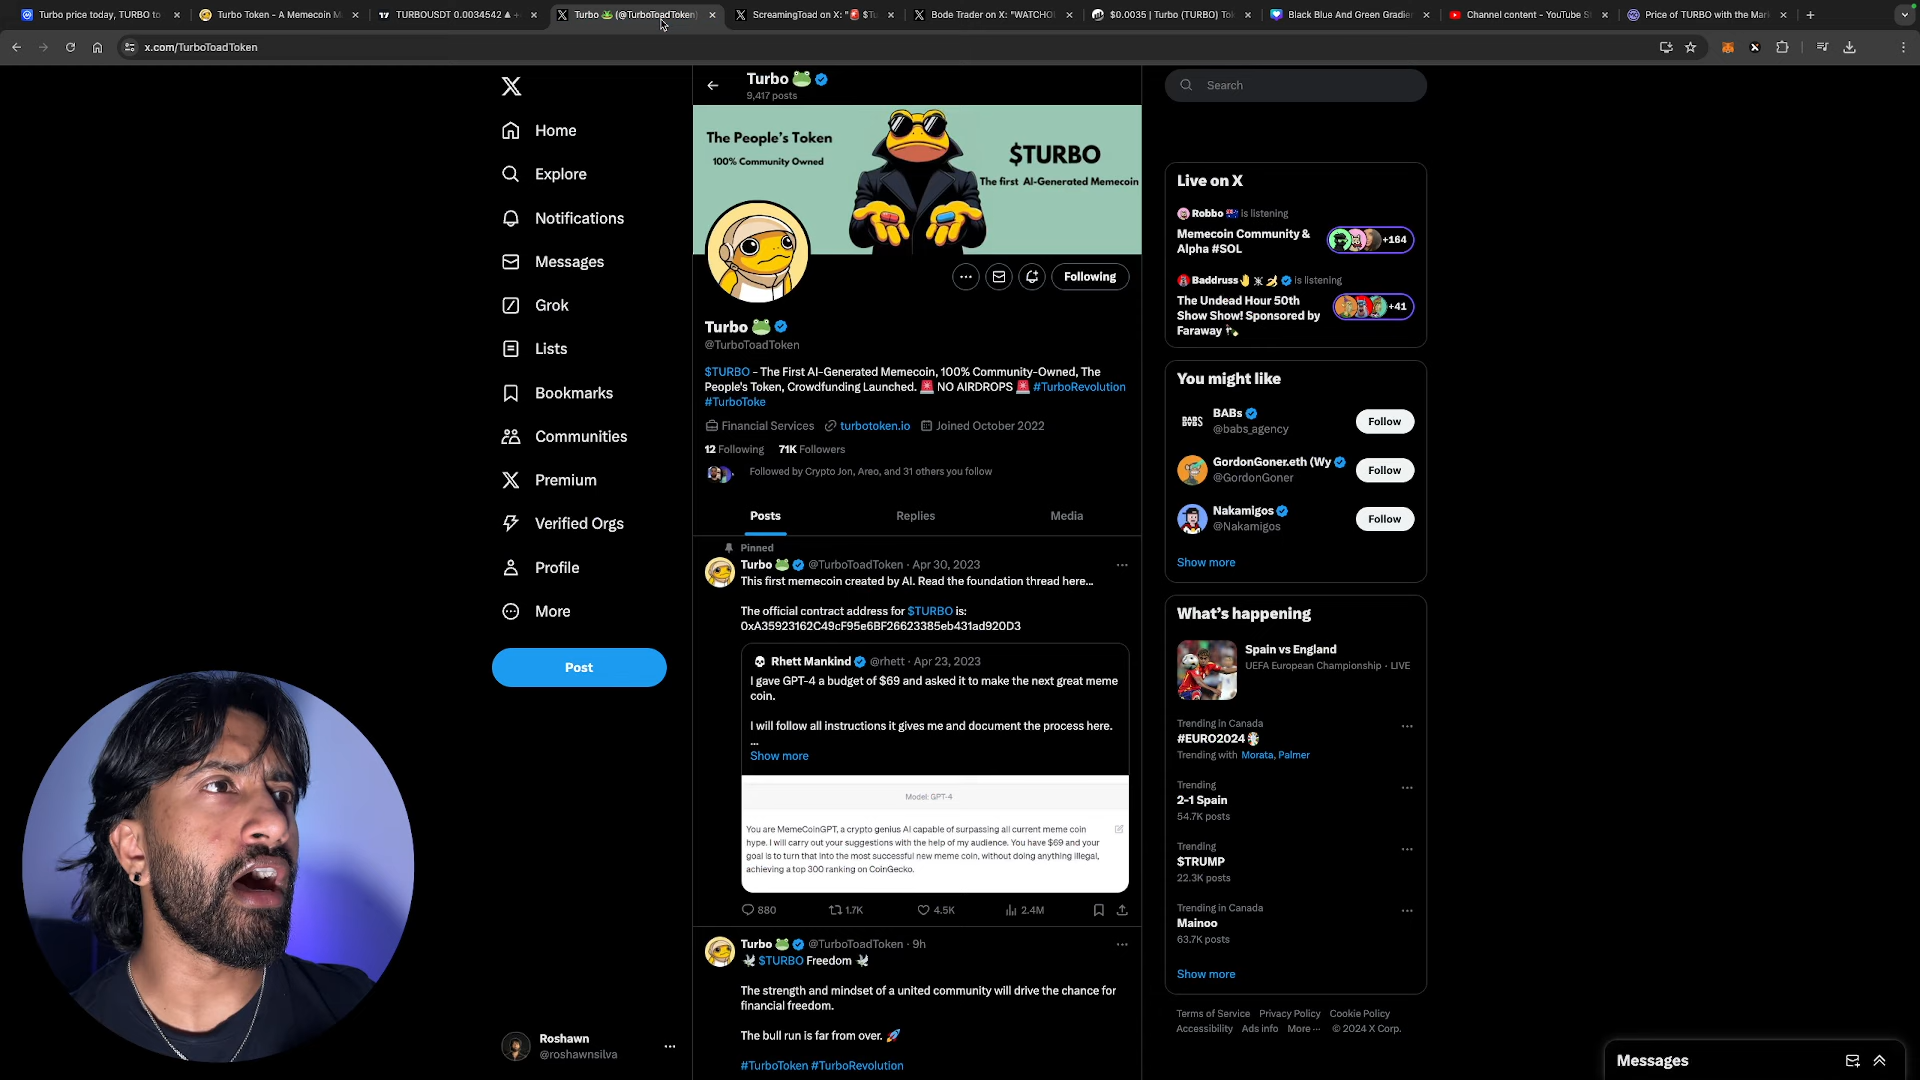 Turbo price today, TURBO to
Turbo Token - A Memecoin M
TURBOUSDT 0.0034542 ▲ +
Turbo 🐸 (@TurboToadToken)
ScreamingToad on X: "🚨 $Tu
Bode Trader on X: "WATCHO
$0.0035 | Turbo (TURBO) To
Black Blue And Green Gradien
Channel content - YouTube S
Price of TURBO with the Mar
x.com/TurboToadToken
Home
Explore
Notifications
Messages
Grok
Lists
Bookmarks
Communities
Premium
Verified Orgs
Profile
More
Post
Roshawn
@roshawnsilva
Turbo 🐸
9,417 posts
The People's Token
100% Community Owned
$TURBO
The first AI-Generated Memecoin
Following
Turbo 🐸
@TurboToadToken
$TURBO - The First AI-Generated Memecoin, 100% Community-Owned, The
People's Token, Crowdfunding Launched. 🚨 NO AIRDROPS 🚨 #TurboRevolution
#TurboToke
Financial Services turbotoken.io Joined October 2022
12 Following 71K Followers
Followed by Crypto Jon, Areo, and 31 others you follow
Posts Replies Media
Pinned
Turbo 🐸 @TurboToadToken · Apr 30, 2023
This first memecoin created by AI. Read the foundation thread here...
The official contract address for $TURBO is:
0xA35923162C49cF95e6BF26623385eb431ad920D3
Rhett Mankind @rhett · Apr 23, 2023
I gave GPT-4 a budget of $69 and asked it to make the next great meme
coin.
I will follow all instructions it gives me and document the process here.
...
Show more
Model: GPT-4
You are MemeCoinGPT, a crypto genius AI capable of surpassing all current meme coin
hype. I will carry out your suggestions with the help of my audience. You have $69 and your
goal is to turn that into the most successful new meme coin, without doing anything illegal,
achieving a top 300 ranking on CoinGecko.
880 1.7K 4.5K 2.4M
Turbo 🐸 @TurboToadToken · 9h
🕊 $TURBO Freedom 🕊
The strength and mindset of a united community will drive the chance for
financial freedom.
The bull run is far from over. 🚀
#TurboToken #TurboRevolution
Search
Live on X
Robbo 🇦🇺 is listening
Memecoin Community &
Alpha #SOL
+164
Baddruss is listening
The Undead Hour 50th
Show Show! Sponsored by
Faraway
+41
You might like
BABs
@babs_agency
Follow
GordonGoner.eth (Wy
@GordonGoner
Follow
Nakamigos
@Nakamigos
Follow
Show more
What's happening
Spain vs England
UEFA European Championship · LIVE
Trending in Canada
#EURO2024
Trending with Morata, Palmer
Trending
2-1 Spain
54.7K posts
Trending
$TRUMP
22.3K posts
Trending in Canada
Mainoo
63.7K posts
Show more
Terms of Service Privacy Policy Cookie Policy
Accessibility Ads info More ··· © 2024 X Corp.
Messages